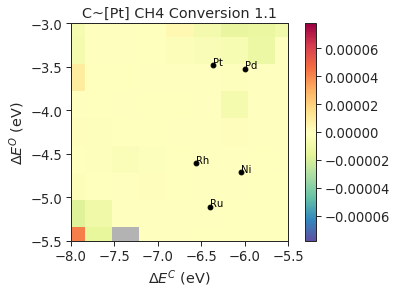 C~[Pt] CH4 Conversion 1.1
−3.0
−3.5
−4.0
−4.5
−5.0
−5.5
ΔE^O (eV)
Pt
Pd
Rh
Ni
Ru
−8.0 −7.5 −7.0 −6.5 −6.0 −5.5
ΔE^C (eV)
0.00006
0.00004
0.00002
0.00000
−0.00002
−0.00004
−0.00006